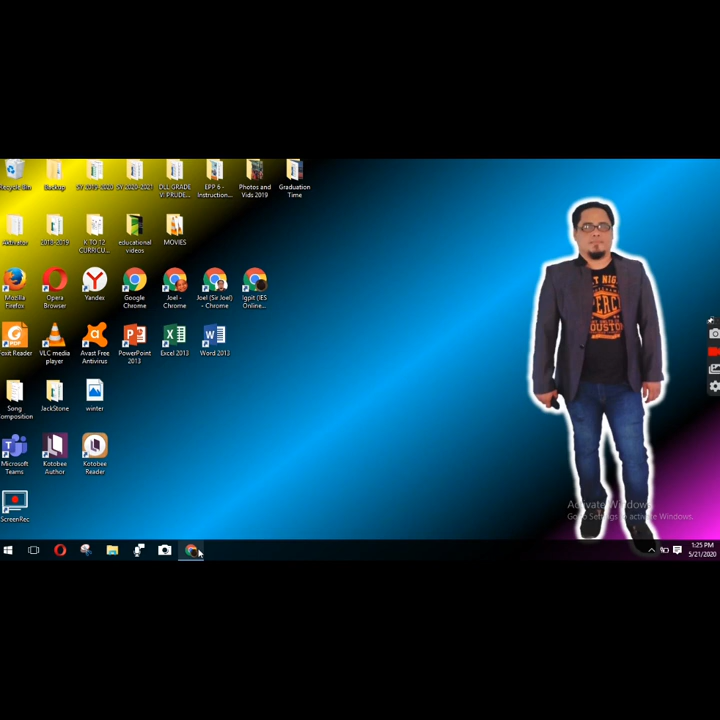 Recycle Bin
Backup
SY 2019-2020
SY 2020-2021
DLL GRADE
VI PRUDE...
EPP 6 -
Instruction...
Photos and
Vids 2019
Graduation
Time
2018-2019
K TO 12
CURRICU...
educational
videos
MOVIES
Mozilla
Firefox
Opera
Browser
Yandex
Google
Chrome
Joel -
Chrome
Joel (Sir Joel)
- Chrome
Igpit (IES
Online...
Foxit Reader
VLC media
player
Avast Free
Antivirus
PowerPoint
2013
Excel 2013
Word 2013
Song
Composition
JackStone
winter
Microsoft
Teams
Kotobee
Author
Kotobee
Reader
ScreenRec
HOUSTON
Activate Windows
Go to Settings to activate Windows.
1:25 PM
5/21/2020